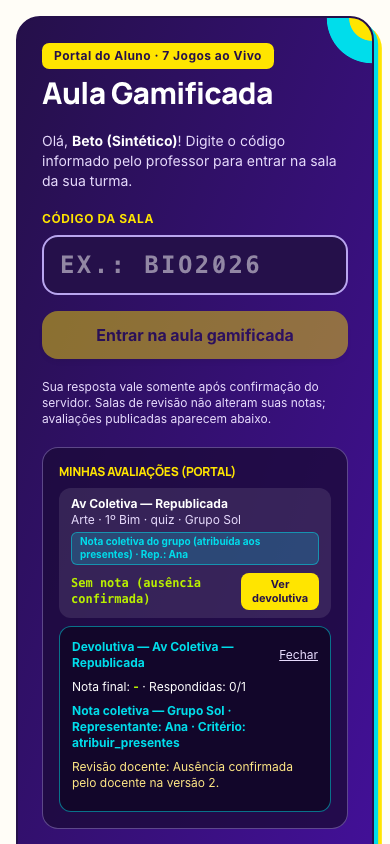 Portal do Aluno · 7 Jogos ao Vivo
Aula Gamificada
Olá, Beto (Sintético)! Digite o código
informado pelo professor para entrar na sala
da sua turma.
CÓDIGO DA SALA
EX.: BIO2026
Entrar na aula gamificada
Sua resposta vale somente após confirmação do
servidor. Salas de revisão não alteram suas notas;
avaliações publicadas aparecem abaixo.
MINHAS AVALIAÇÕES (PORTAL)
Av Coletiva — Republicada
Arte · 1º Bim · quiz · Grupo Sol
Nota coletiva do grupo (atribuída aos
presentes) · Rep.: Ana
Sem nota (ausência
confirmada)
Ver
devolutiva
Devolutiva — Av Coletiva —
Republicada
Fechar
Nota final: - · Respondidas: 0/1
Nota coletiva — Grupo Sol ·
Representante: Ana · Critério:
atribuir_presentes
Revisão docente: Ausência confirmada
pelo docente na versão 2.